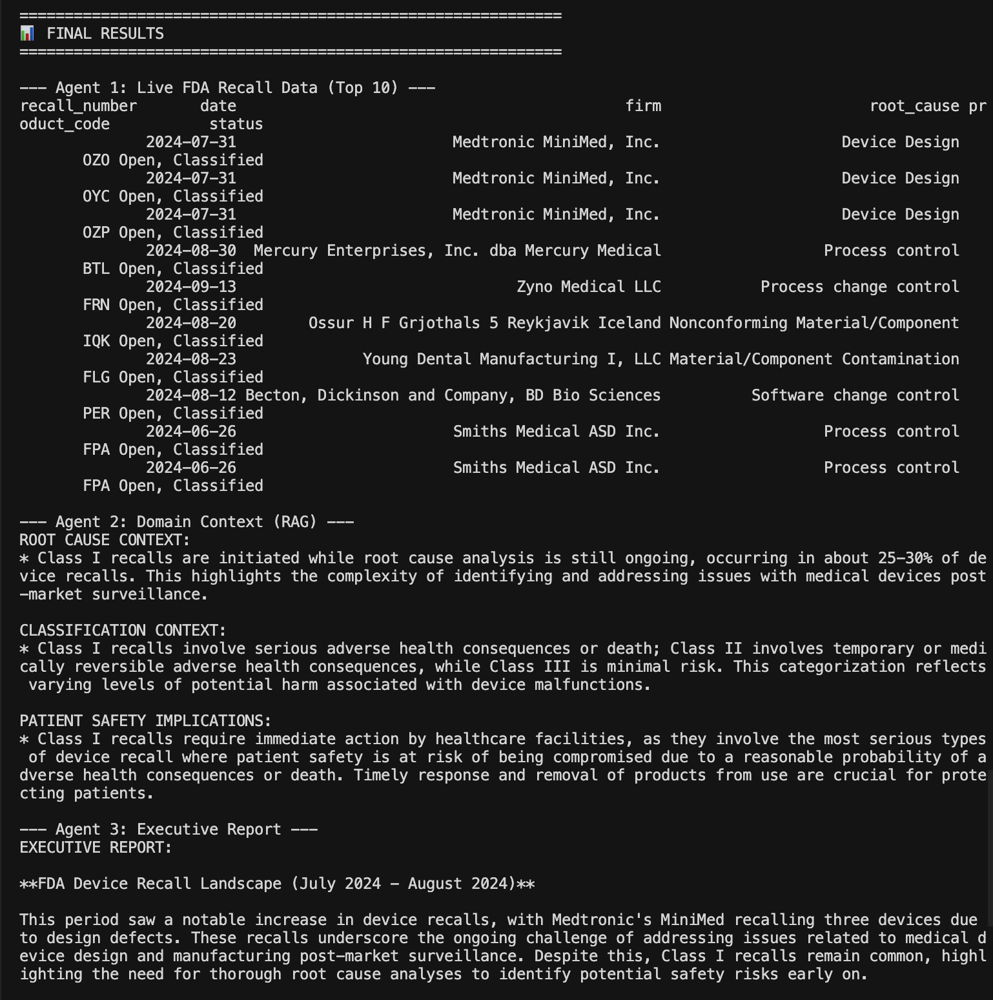 ============================================================
📊 FINAL RESULTS
============================================================
--- Agent 1: Live FDA Recall Data (Top 10) ---
recall_number       date                                           firm                       root_cause pr
oduct_code           status
              2024-07-31                        Medtronic MiniMed, Inc.                    Device Design
       OZO Open, Classified
              2024-07-31                        Medtronic MiniMed, Inc.                    Device Design
       OYC Open, Classified
              2024-07-31                        Medtronic MiniMed, Inc.                    Device Design
       OZP Open, Classified
              2024-08-30  Mercury Enterprises, Inc. dba Mercury Medical                  Process control
       BTL Open, Classified
              2024-09-13                               Zyno Medical LLC           Process change control
       FRN Open, Classified
              2024-08-20        Ossur H F Grjothals 5 Reykjavik Iceland Nonconforming Material/Component
       IQK Open, Classified
              2024-08-23              Young Dental Manufacturing I, LLC Material/Component Contamination
       FLG Open, Classified
              2024-08-12 Becton, Dickinson and Company, BD Bio Sciences          Software change control
       PER Open, Classified
              2024-06-26                        Smiths Medical ASD Inc.                  Process control
       FPA Open, Classified
              2024-06-26                        Smiths Medical ASD Inc.                  Process control
       FPA Open, Classified
--- Agent 2: Domain Context (RAG) ---
ROOT CAUSE CONTEXT:
* Class I recalls are initiated while root cause analysis is still ongoing, occurring in about 25-30% of de
vice recalls. This highlights the complexity of identifying and addressing issues with medical devices post
-market surveillance.
CLASSIFICATION CONTEXT:
* Class I recalls involve serious adverse health consequences or death; Class II involves temporary or medi
cally reversible adverse health consequences, while Class III is minimal risk. This categorization reflects
 varying levels of potential harm associated with device malfunctions.
PATIENT SAFETY IMPLICATIONS:
* Class I recalls require immediate action by healthcare facilities, as they involve the most serious types
 of device recall where patient safety is at risk of being compromised due to a reasonable probability of a
dverse health consequences or death. Timely response and removal of products from use are crucial for prote
cting patients.
--- Agent 3: Executive Report ---
EXECUTIVE REPORT:
**FDA Device Recall Landscape (July 2024 - August 2024)**
This period saw a notable increase in device recalls, with Medtronic's MiniMed recalling three devices due
to design defects. These recalls underscore the ongoing challenge of addressing issues related to medical d
evice design and manufacturing post-market surveillance. Despite this, Class I recalls remain common, highl
ighting the need for thorough root cause analyses to identify potential safety risks early on.